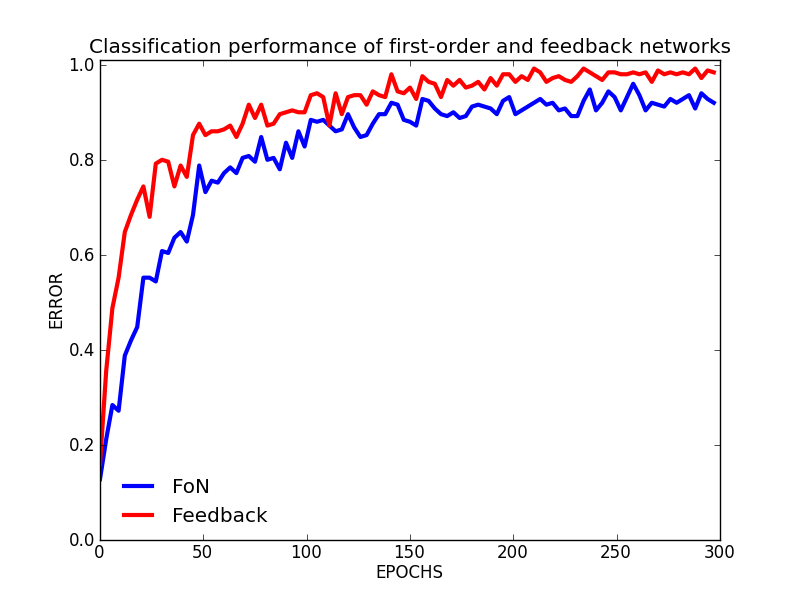 Classification performance of first-order and feedback networks
1.0
0.8
0.6
0.4
0.2
0.0
ERROR
FoN
Feedback
0 50 100 150 200 250 300
EPOCHS